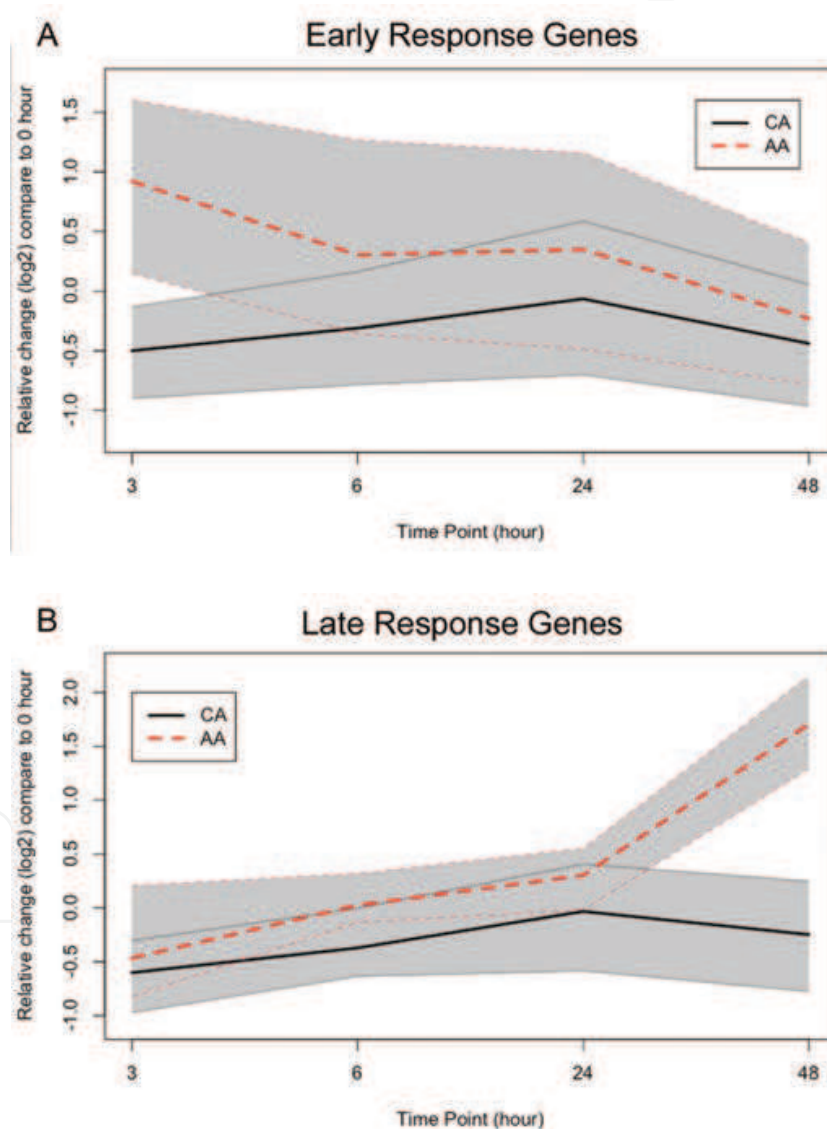 A
Early Response Genes
Relative change (log2) compare to 0 hour
1.5
1.0
0.5
0.0
-0.5
-1.0
CA
AA
3 6 24 48
Time Point (hour)
B
Late Response Genes
Relative change (log2) compare to 0 hour
2.0
1.5
1.0
0.5
0.0
-0.5
-1.0
CA
AA
3 6 24 48
Time Point (hour)